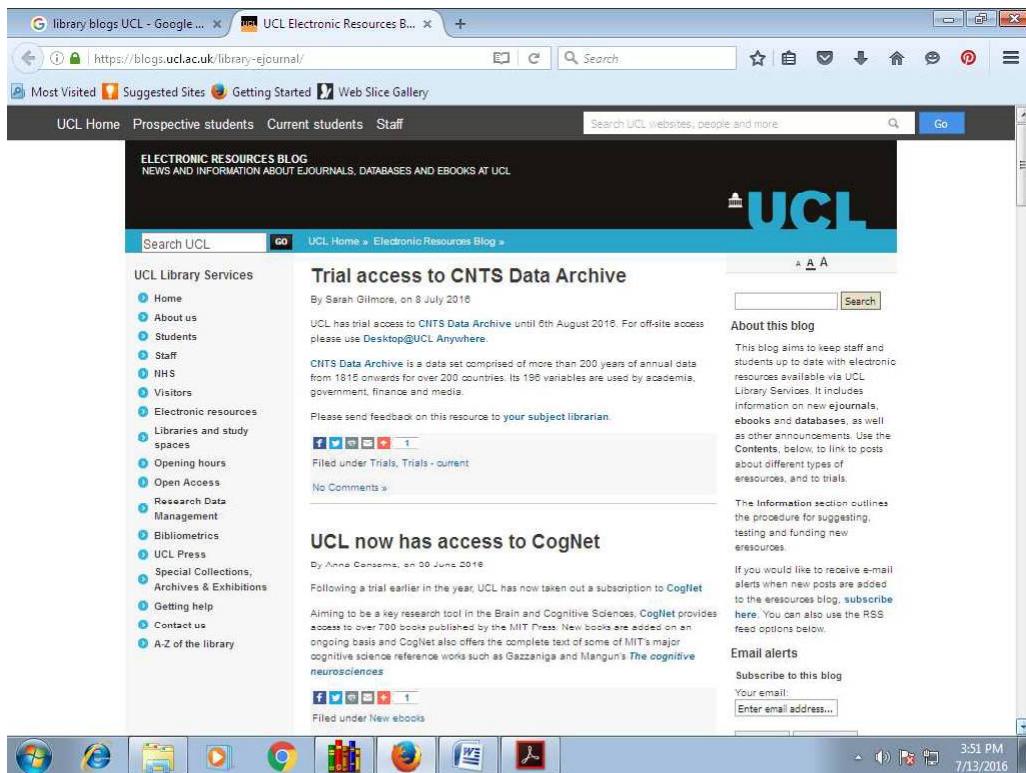 library blogs UCL - Google ...
UCL Electronic Resources B...
https://blogs.ucl.ac.uk/library-ejournal/
Search
Most Visited Suggested Sites Getting Started Web Slice Gallery
UCL Home Prospective students Current students Staff
Search UCL websites, people and more
Go
ELECTRONIC RESOURCES BLOG
NEWS AND INFORMATION ABOUT EJOURNALS, DATABASES AND EBOOKS AT UCL
UCL
Search UCL
GO
UCL Home » Electronic Resources Blog »
UCL Library Services
Home
About us
Students
Staff
NHS
Visitors
Electronic resources
Libraries and study
spaces
Opening hours
Open Access
Research Data
Management
Bibliometrics
UCL Press
Special Collections,
Archives & Exhibitions
Getting help
Contact us
A-Z of the library
Trial access to CNTS Data Archive
By Sarah Gilmore, on 8 July 2016
UCL has trial access to CNTS Data Archive until 6th August 2016. For off-site access
please use Desktop@UCL Anywhere.
CNTS Data Archive is a data set comprised of more than 200 years of annual data
from 1815 onwards for over 200 countries. Its 196 variables are used by academia,
government, finance and media.
Please send feedback on this resource to your subject librarian.
1
Filed under Trials, Trials - current
No Comments »
UCL now has access to CogNet
By Anna Sansome, on 30 June 2016
Following a trial earlier in the year, UCL has now taken out a subscription to CogNet
Aiming to be a key research tool in the Brain and Cognitive Sciences, CogNet provides
access to over 700 books published by the MIT Press. New books are added on an
ongoing basis and CogNet also offers the complete text of some of MIT's major
cognitive science reference works such as Gazzaniga and Mangun's The cognitive
neurosciences
1
Filed under New ebooks
A A A
Search
About this blog
This blog aims to keep staff and
students up to date with electronic
resources available via UCL
Library Services. It includes
information on new ejournals,
ebooks and databases, as well
as other announcements. Use the
Contents, below, to link to posts
about different types of
eresources, and to trials.
The Information section outlines
the procedure for suggesting,
testing and funding new
eresources.
If you would like to receive e-mail
alerts when new posts are added
to the eresources blog, subscribe
here. You can also use the RSS
feed options below.
Email alerts
Subscribe to this blog
Your email:
Enter email address...
3:51 PM
7/13/2016